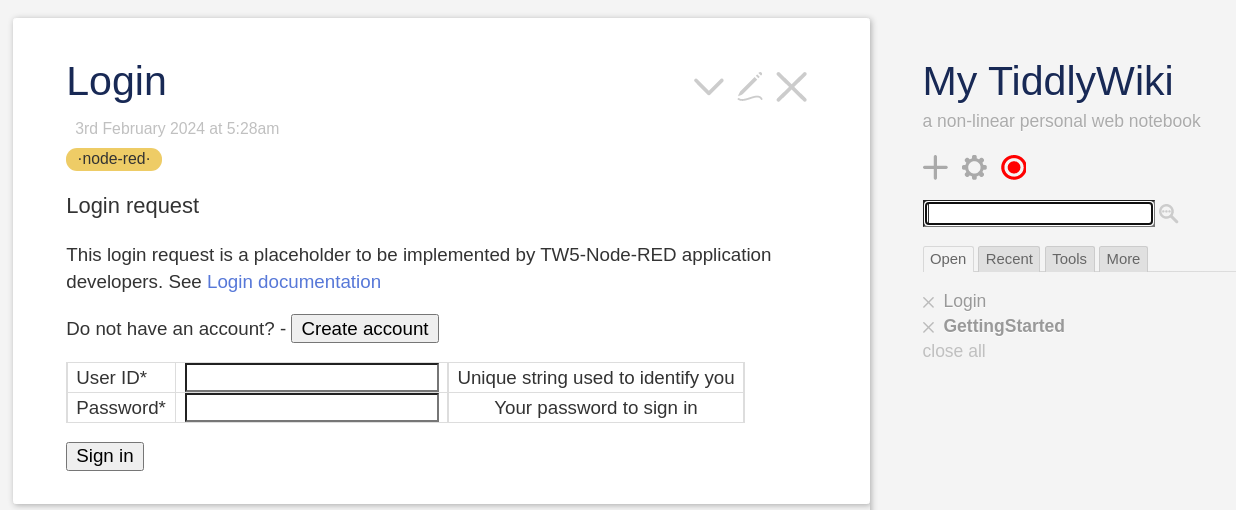 Login
3rd February 2024 at 5:28am
·node-red·
Login request
This login request is a placeholder to be implemented by TW5-Node-RED application
developers. See Login documentation
Do not have an account? - Create account
User ID* Unique string used to identify you
Password* Your password to sign in
Sign in
My TiddlyWiki
a non-linear personal web notebook
Open Recent Tools More
× Login
× GettingStarted
close all